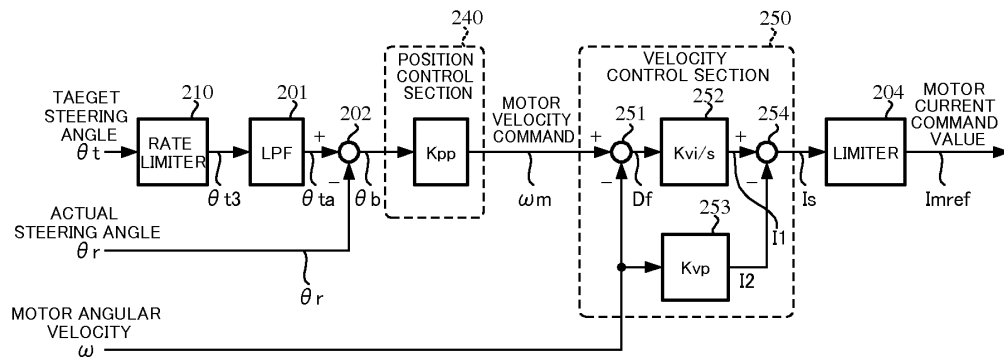 240
250
POSITION
CONTROL
SECTION
VELOCITY
CONTROL SECTION
TAEGET
STEERING
ANGLE
θt
210
RATE
LIMITER
θt3
201
LPF
+
θta
−
202
θb
Kpp
MOTOR
VELOCITY
COMMAND
ωm
+
−
251
Df
252
Kvi/s
+
−
254
I1
Is
253
Kvp
I2
204
LIMITER
MOTOR
CURRENT
COMMAND
VALUE
Imref
ACTUAL
STEERING ANGLE
θr
θr
MOTOR ANGULAR
VELOCITY
ω